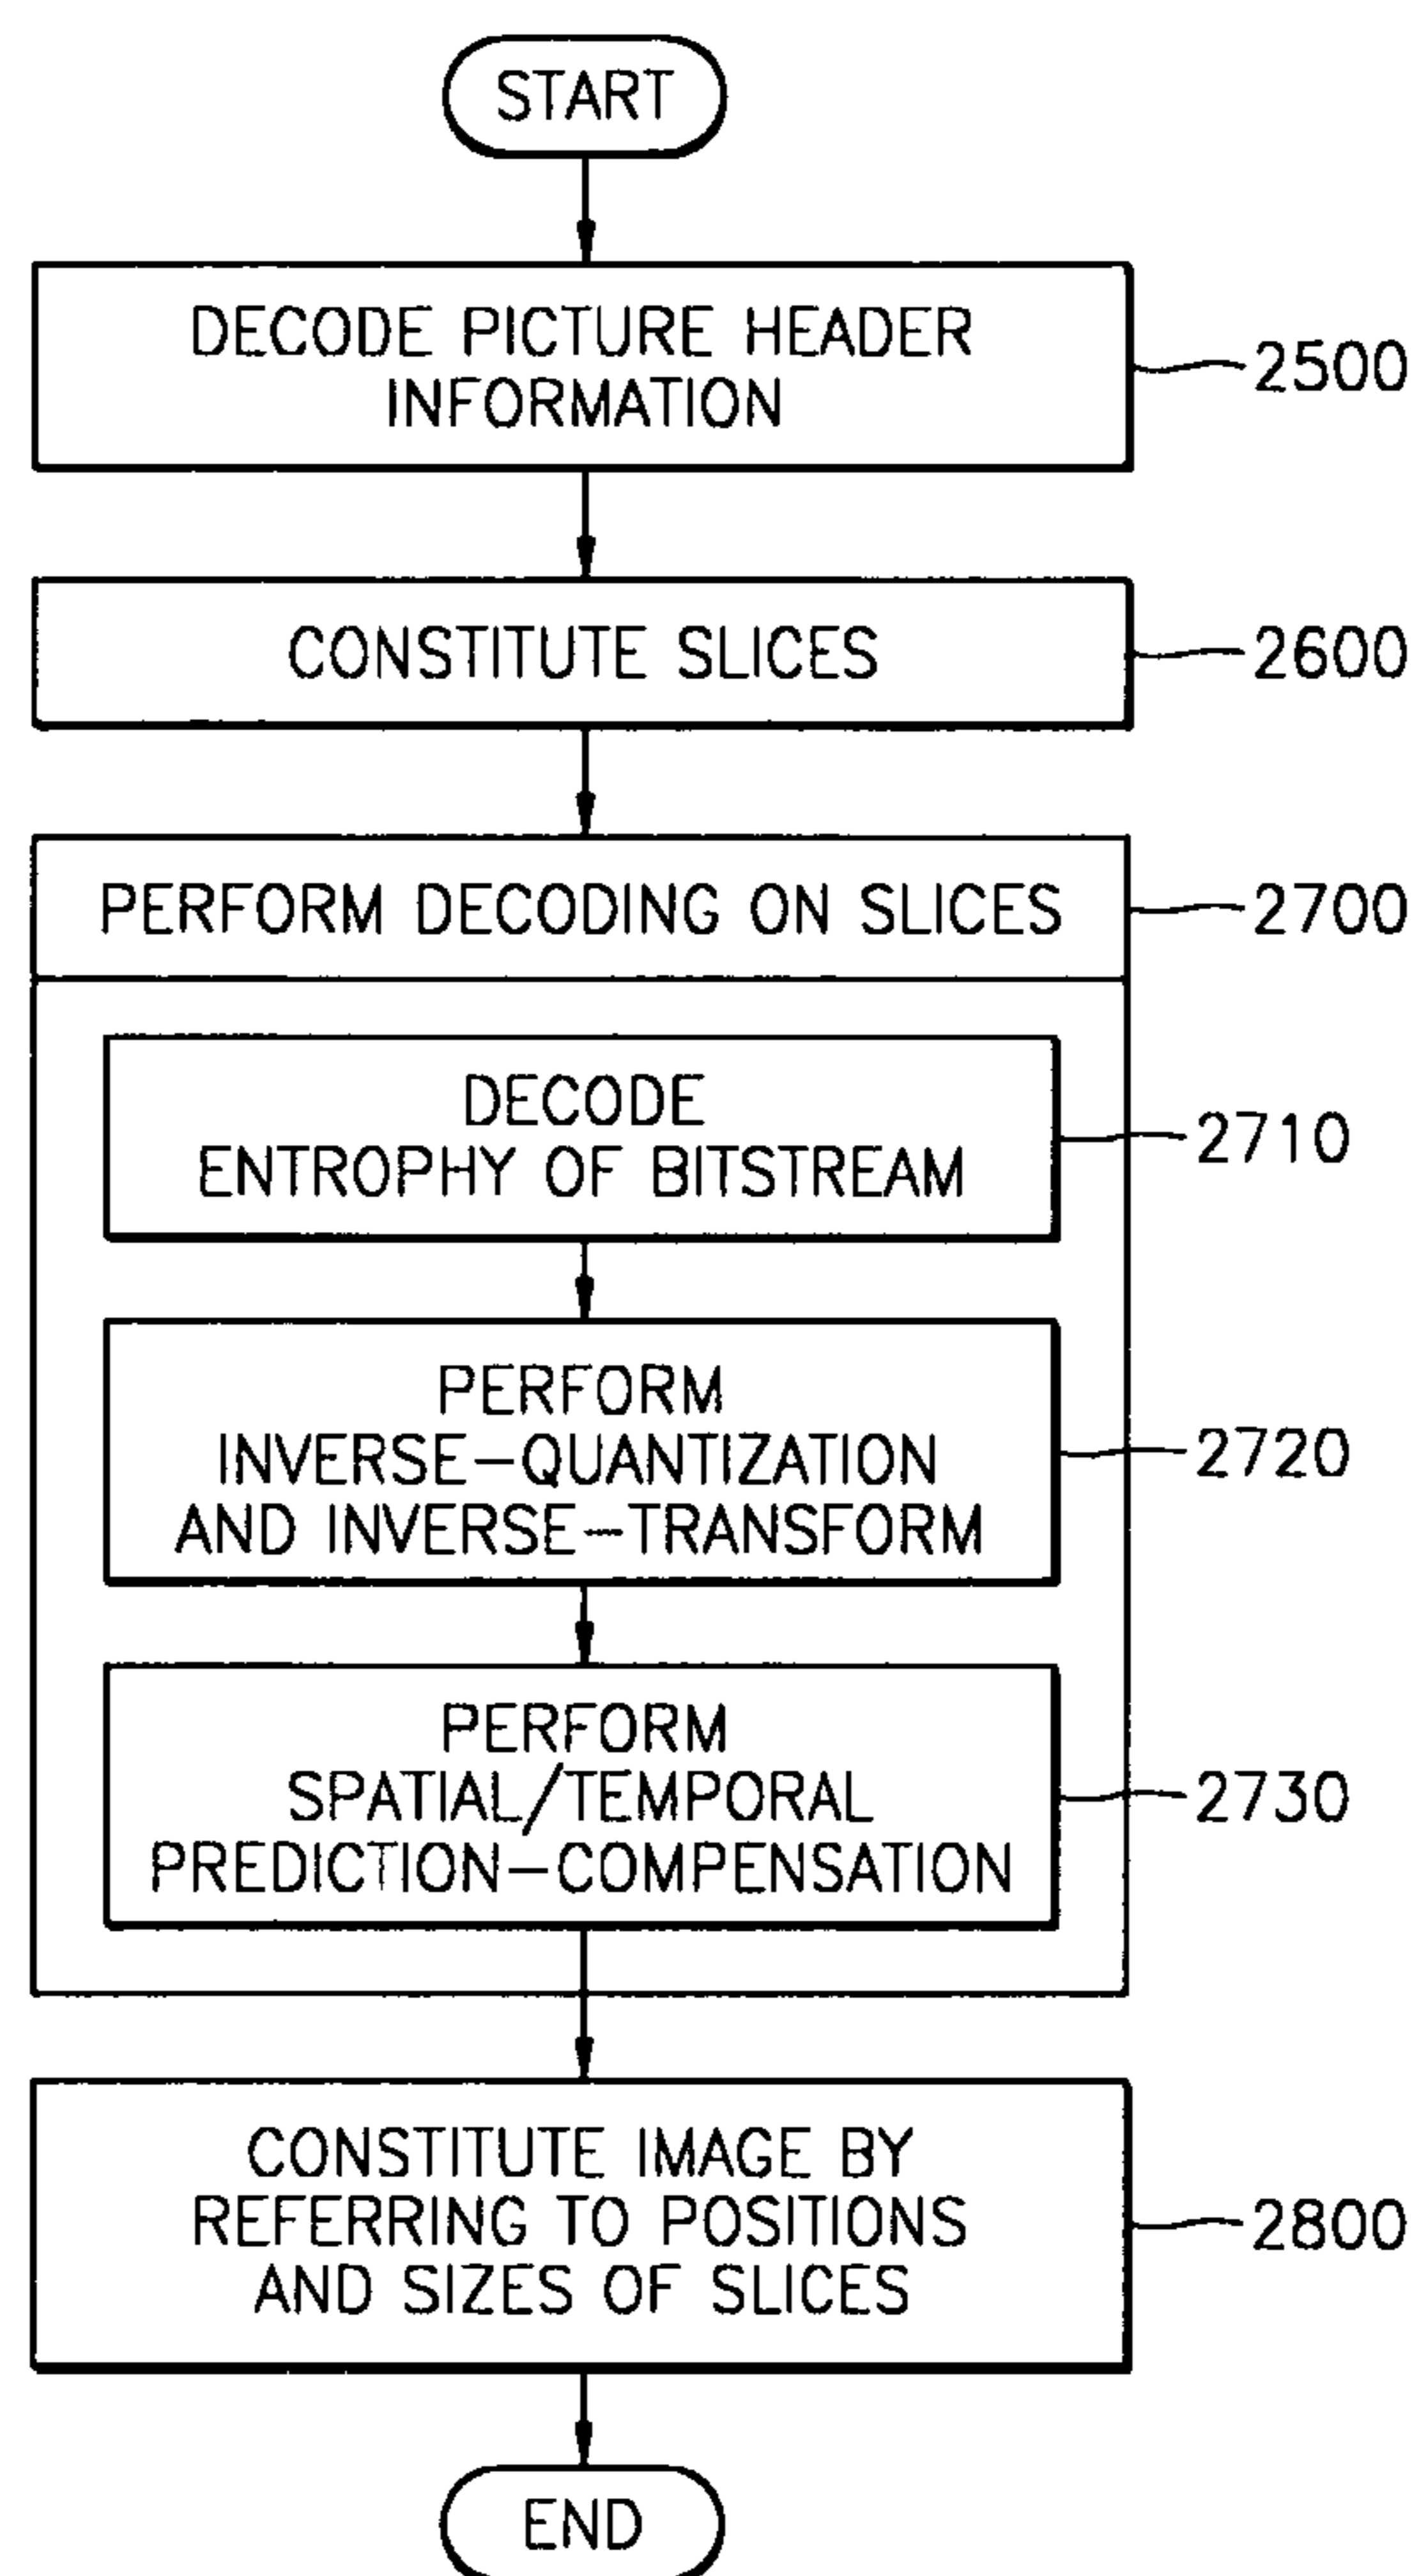 START
DECODE PICTURE HEADER
INFORMATION
2500
CONSTITUTE SLICES
2600
PERFORM DECODING ON SLICES
2700
DECODE
ENTROPHY OF BITSTREAM
2710
PERFORM
INVERSE-QUANTIZATION
AND INVERSE-TRANSFORM
2720
PERFORM
SPATIAL/TEMPORAL
PREDICTION-COMPENSATION
2730
CONSTITUTE IMAGE BY
REFERRING TO POSITIONS
AND SIZES OF SLICES
2800
END